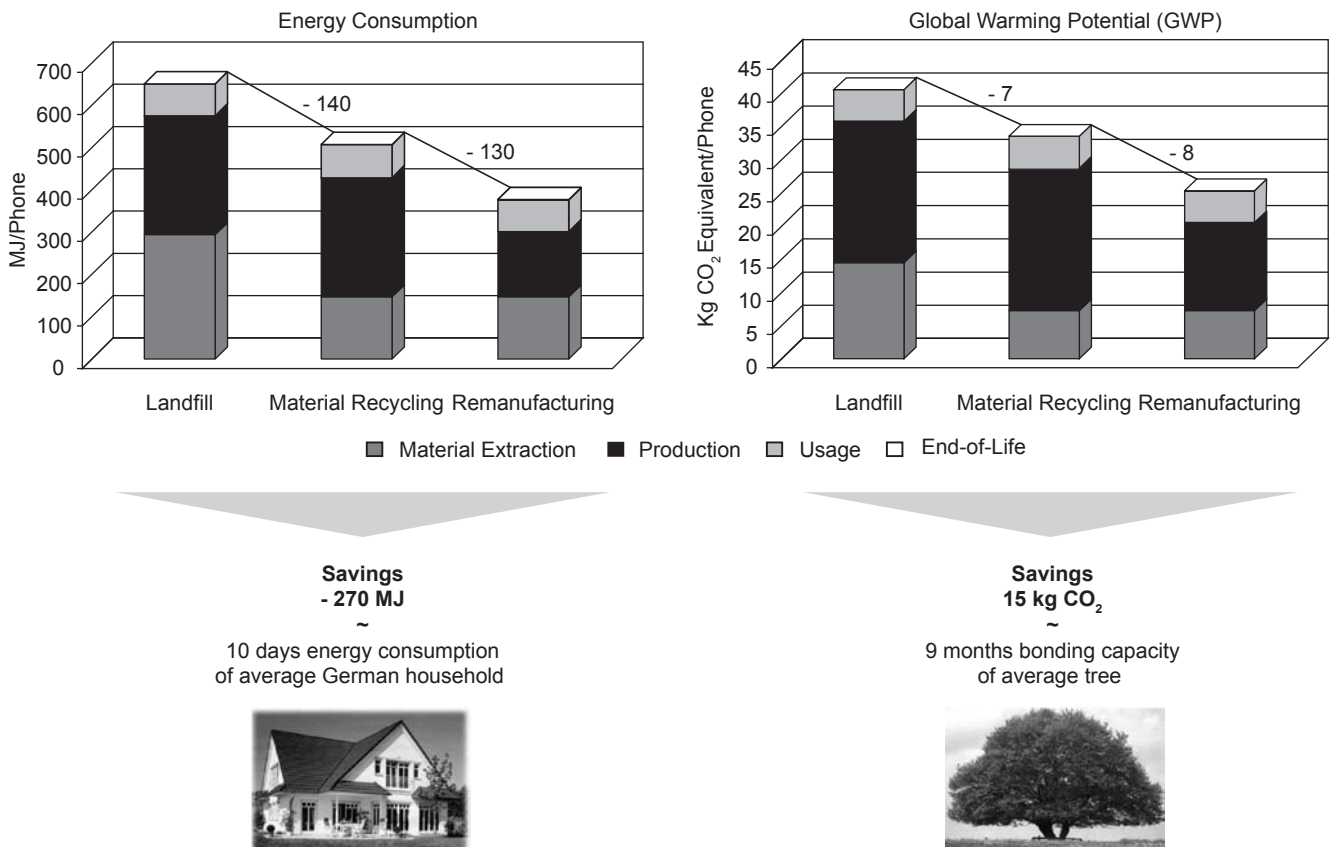 Energy Consumption
MJ/Phone
700
600
500
400
300
200
100
0
- 140
- 130
Landfill
Material Recycling
Remanufacturing
Global Warming Potential (GWP)
Kg CO₂ Equivalent/Phone
45
40
35
30
25
20
15
10
5
0
- 7
- 8
Landfill
Material Recycling
Remanufacturing
Material Extraction
Production
Usage
End-of-Life
Savings
- 270 MJ
~
10 days energy consumption
of average German household
Savings
15 kg CO₂
~
9 months bonding capacity
of average tree